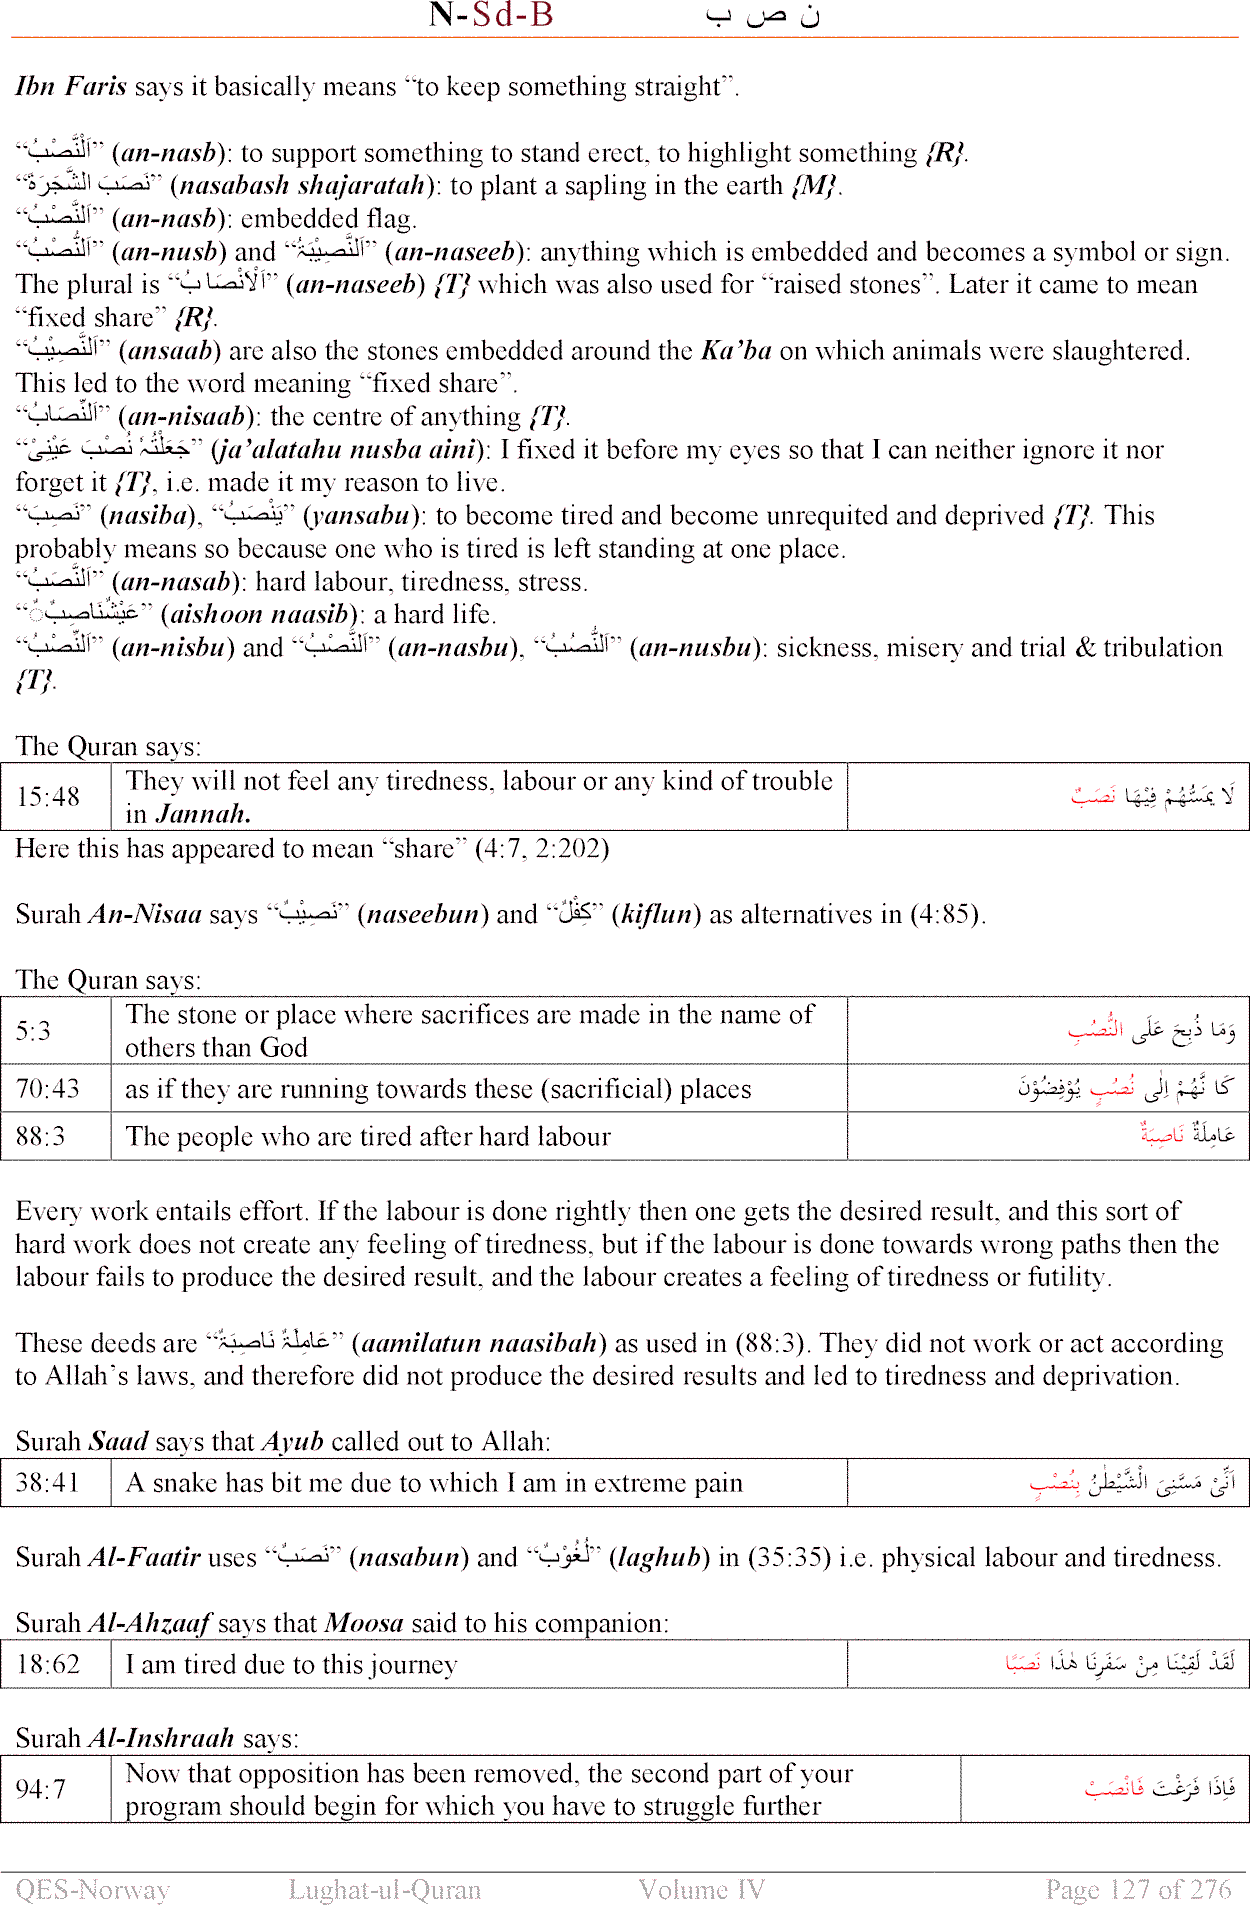 N-Sd-B ن ص ب
Ibn Faris says it basically means “to keep something straight”.
“اَلنَّصْبُ” (an-nasb): to support something to stand erect, to highlight something {R}.
“نَصَبَ الشَّجَرَةَ” (nasabash shajaratah): to plant a sapling in the earth {M}.
“اَلنَّصْبُ” (an-nasb): embedded flag.
“اَلنُّصْبُ” (an-nusb) and “اَلنَّصِيْبَۃُ” (an-naseeb): anything which is embedded and becomes a symbol or sign.
The plural is “اَلْاَنْصَا بُ” (an-naseeb) {T} which was also used for “raised stones”. Later it came to mean
“fixed share” {R}.
“اَلنَّصِيْبُ” (ansaab) are also the stones embedded around the Ka’ba on which animals were slaughtered.
This led to the word meaning “fixed share”.
“اَلنِّصَابُ” (an-nisaab): the centre of anything {T}.
“جَعَلْتُہُ نُصْبَ عَيْنِیْ” (ja’alatahu nusba aini): I fixed it before my eyes so that I can neither ignore it nor
forget it {T}, i.e. made it my reason to live.
“نَصِبَ” (nasiba), “يَنْصَبُ” (yansabu): to become tired and become unrequited and deprived {T}. This
probably means so because one who is tired is left standing at one place.
“اَلنَّصَبُ” (an-nasab): hard labour, tiredness, stress.
“عَيْشٌنَاصِبٌ” (aishoon naasib): a hard life.
“اَلنِّصْبُ” (an-nisbu) and “اَلنَّصْبُ” (an-nasbu), “اَلنُّصُبُ” (an-nusbu): sickness, misery and trial & tribulation
{T}.
The Quran says:
15:48 They will not feel any tiredness, labour or any kind of trouble لَا يَمَسُّهُمْ فِيْهَا نَصَبٌ
in Jannah.
Here this has appeared to mean “share” (4:7, 2:202)
Surah An-Nisaa says “نَصِيْبٌ” (naseebun) and “كِفْلٌ” (kiflun) as alternatives in (4:85).
The Quran says:
5:3 The stone or place where sacrifices are made in the name of وَمَا ذُبِحَ عَلَى النُّصُبِ
others than God
70:43 as if they are running towards these (sacrificial) places كَا نَّهُمْ اِلٰى نُصُبٍ يُوْفِضُوْنَ
88:3 The people who are tired after hard labour عَامِلَةٌ نَاصِبَةٌ
Every work entails effort. If the labour is done rightly then one gets the desired result, and this sort of
hard work does not create any feeling of tiredness, but if the labour is done towards wrong paths then the
labour fails to produce the desired result, and the labour creates a feeling of tiredness or futility.
These deeds are “عَامِلَۃٌ نَاصِبَۃٌ” (aamilatun naasibah) as used in (88:3). They did not work or act according
to Allah’s laws, and therefore did not produce the desired results and led to tiredness and deprivation.
Surah Saad says that Ayub called out to Allah:
38:41 A snake has bit me due to which I am in extreme pain اَنِّىْ مَسَّنِىَ الْشَّيْطٰنُ بِنُصْبٍ
Surah Al-Faatir uses “نَصَبٌ” (nasabun) and “لُغُوْبٌ” (laghub) in (35:35) i.e. physical labour and tiredness.
Surah Al-Ahzaaf says that Moosa said to his companion:
18:62 I am tired due to this journey لَقَدْ لَقِيْنَا مِنْ سَفَرِنَا هٰذَا نَصَبًا
Surah Al-Inshraah says:
94:7 Now that opposition has been removed, the second part of your فَاِذَا فَرَغْتَ فَانْصَبْ
program should begin for which you have to struggle further
QES-Norway Lughat-ul-Quran Volume IV Page 127 of 276